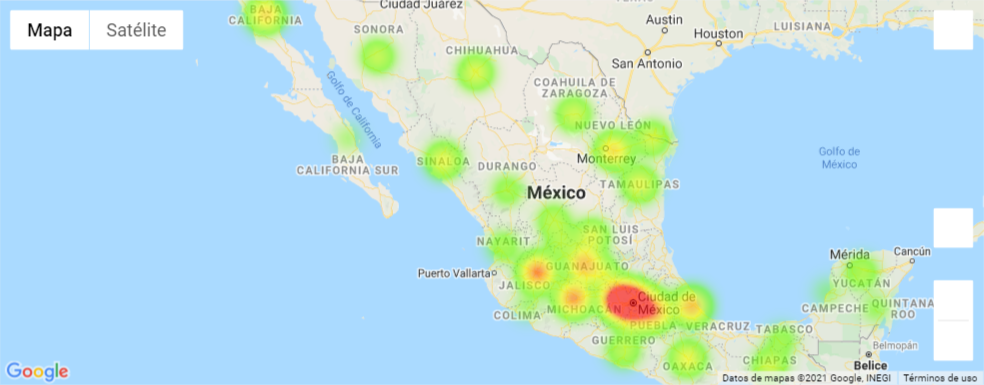 Mapa
Satélite
Ciudad Juárez
BAJA
CALIFORNIA
SONORA
CHIHUAHUA
Austin
Houston
San Antonio
LUISIANA
COAHUILA DE
ZARAGOZA
Golfo de California
NUEVO LEÓN
Monterrey
Golfo de
México
BAJA
CALIFORNIA SUR
SINALOA
DURANGO
TAMAULIPAS
México
NAYARIT
SAN LUIS
POTOSÍ
Mérida
Cancún
Puerto Vallarta
GUANAJUATO
JALISCO
YUCATÁN
COLIMA
MICHOACÁN
Ciudad de
México
CAMPECHE
QUINTANA
ROO
PUEBLA
VERACRUZ
TABASCO
GUERRERO
Belmopán
OAXACA
CHIAPAS
Belice
Google
Datos de mapas ©2021 Google, INEGI
Términos de uso